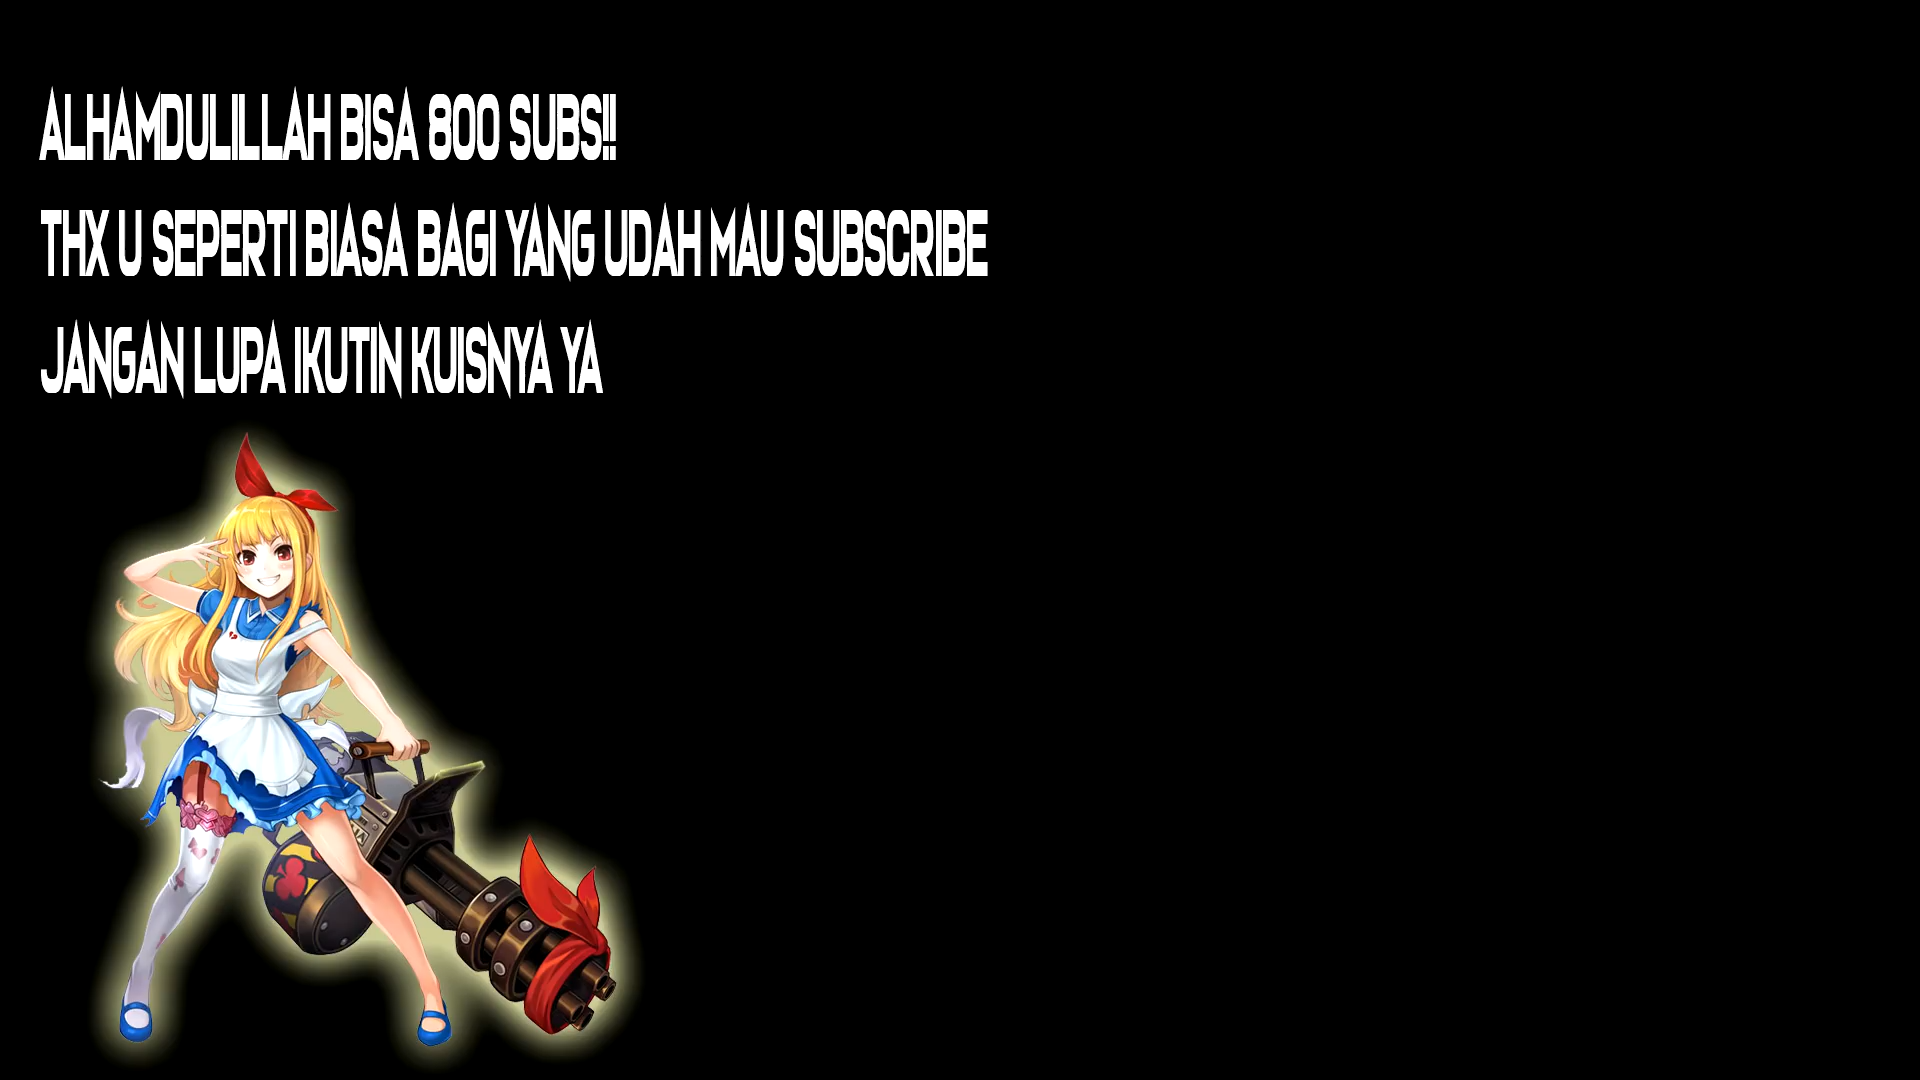 ALHAMDULILLAH BISA 800 SUBS!!
THX U SEPERTI BIASA BAGI YANG UDAH MAU SUBSCRIBE
JANGAN LUPA IKUTIN KUISNYA YA